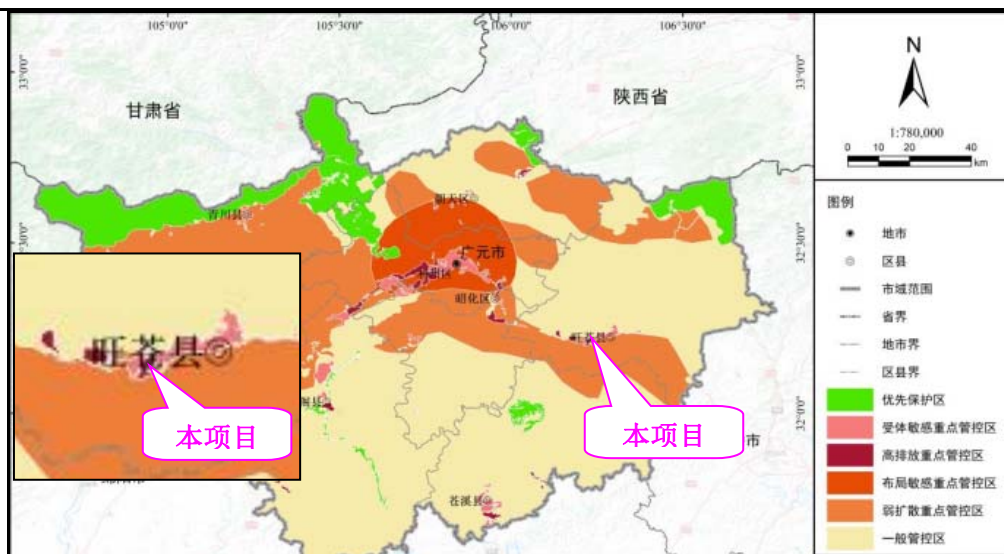 105°0'0"
105°30'0"
106°0'0"
106°30'0"
33°0'0"
33°0'0"
32°30'0"
32°30'0"
32°0'0"
甘肃省
陕西省
青川县
朝天区
广元市
利州区
昭化区
旺苍县
旺苍县
本项目
本项目
阁县
市
苍溪县
N
1:780,000
0 10 20 40
km
图例
地市
区县
市域范围
省界
地市界
区县界
优先保护区
受体敏感重点管控区
高排放重点管控区
布局敏感重点管控区
弱扩散重点管控区
一般管控区